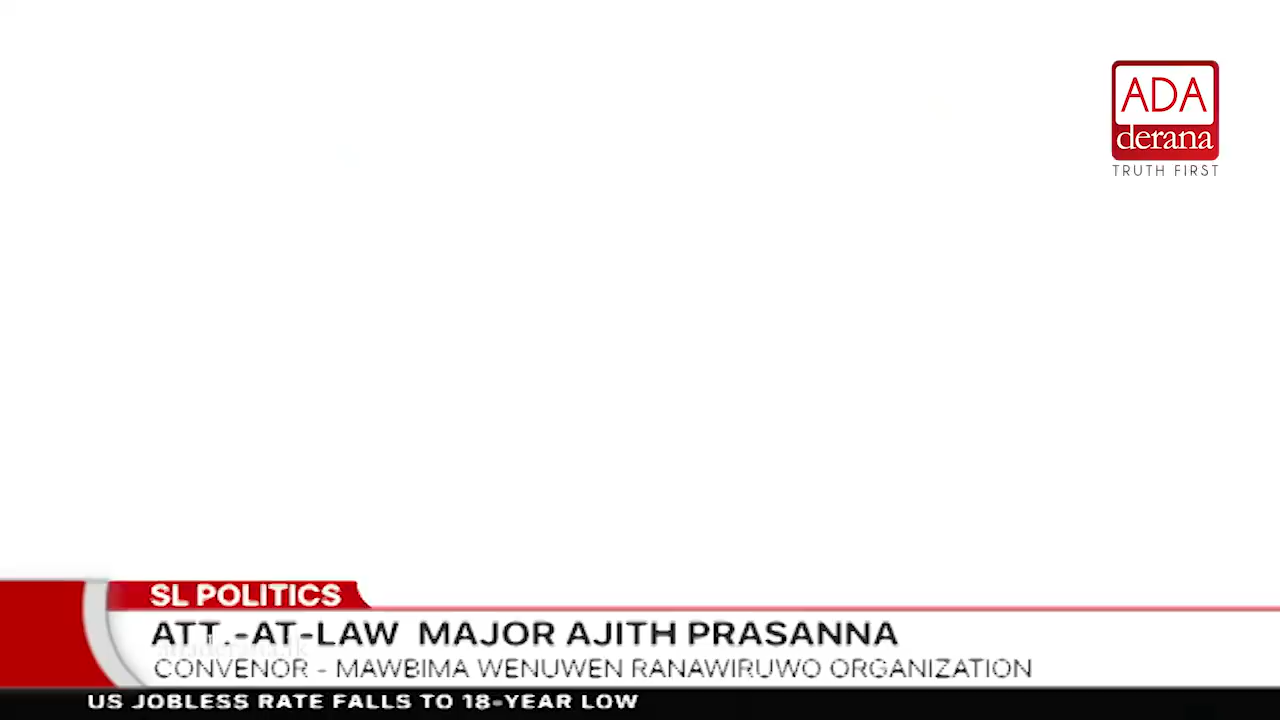 ADA
derana
TRUTH FIRST
SL POLITICS
ATT.-AT-LAW MAJOR AJITH PRASANNA
CONVENOR - MAWBIMA WENUWEN RANAWIRUWO ORGANIZATION
US JOBLESS RATE FALLS TO 18-YEAR LOW